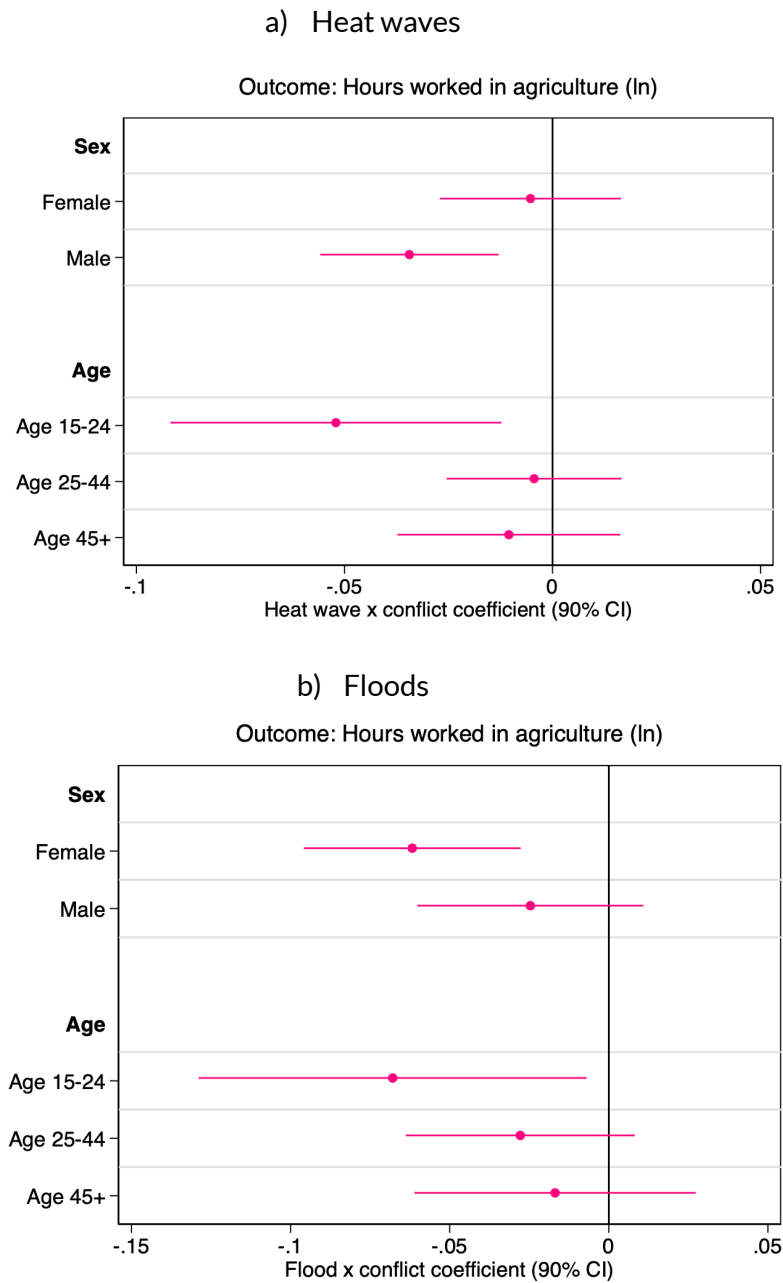 a) Heat waves
Outcome: Hours worked in agriculture (ln)
Sex
Female
Male
Age
Age 15-24
Age 25-44
Age 45+
-.1 -.05 0 .05
Heat wave x conflict coefficient (90% CI)
b) Floods
Outcome: Hours worked in agriculture (ln)
Sex
Female
Male
Age
Age 15-24
Age 25-44
Age 45+
-.15 -.1 -.05 0 .05
Flood x conflict coefficient (90% CI)